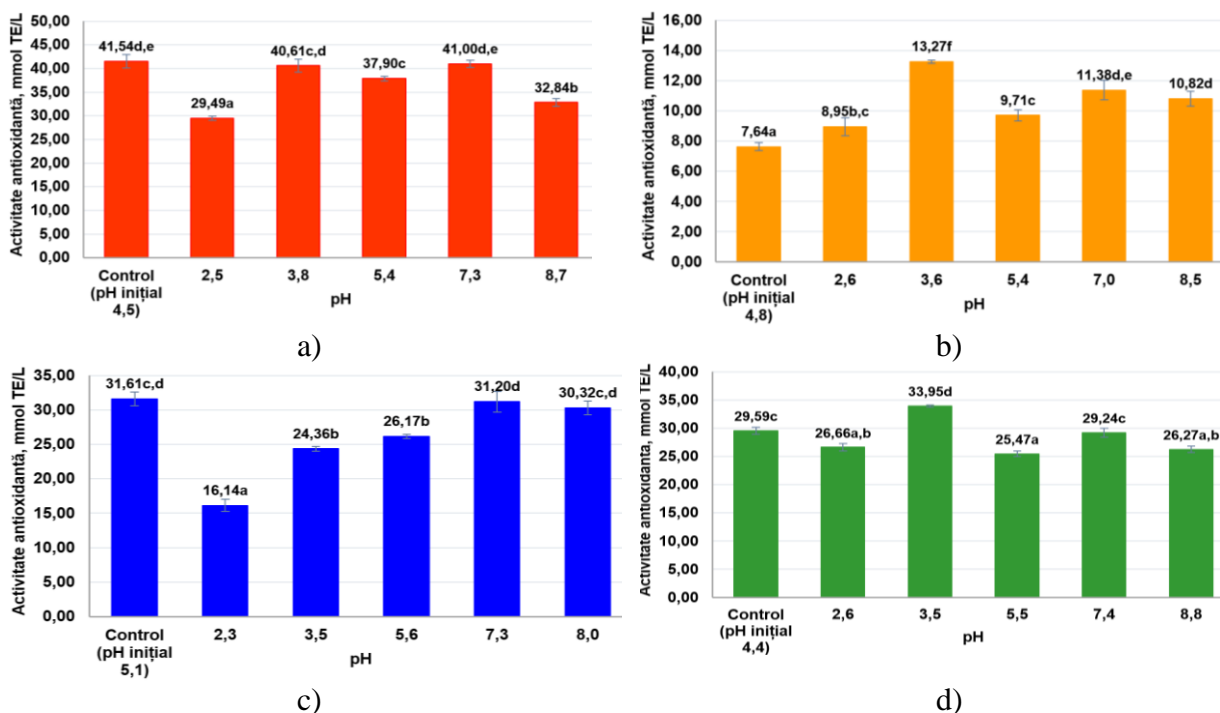 Activitate antioxidantă, mmol TE/L
50,00
45,00
40,00
35,00
30,00
25,00
20,00
15,00
10,00
5,00
0,00
41,54d,e
29,49a
40,61c,d
37,90c
41,00d,e
32,84b
Control
(pH inițial
4,5)
2,5
3,8
5,4
7,3
8,7
pH
a)
Activitate antioxidantă, mmol TE/L
16,00
14,00
12,00
10,00
8,00
6,00
4,00
2,00
0,00
7,64a
8,95b,c
13,27f
9,71c
11,38d,e
10,82d
Control
(pH inițial
4,8)
2,6
3,6
5,4
7,0
8,5
pH
b)
Activitate antioxidantă, mmol TE/L
35,00
30,00
25,00
20,00
15,00
10,00
5,00
0,00
31,61c,d
16,14a
24,36b
26,17b
31,20d
30,32c,d
Control
(pH inițial
5,1)
2,3
3,5
5,6
7,3
8,0
pH
c)
Activitate antioxidanta, mmol TE/L
40,00
35,00
30,00
25,00
20,00
15,00
10,00
5,00
0,00
29,59c
26,66a,b
33,95d
25,47a
29,24c
26,27a,b
Control
(pH inițial
4,4)
2,6
3,5
5,5
7,4
8,8
pH
d)